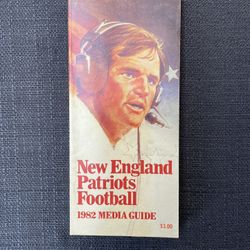 New England
Patriots
Football
1982 MEDIA GUIDE
$3.00